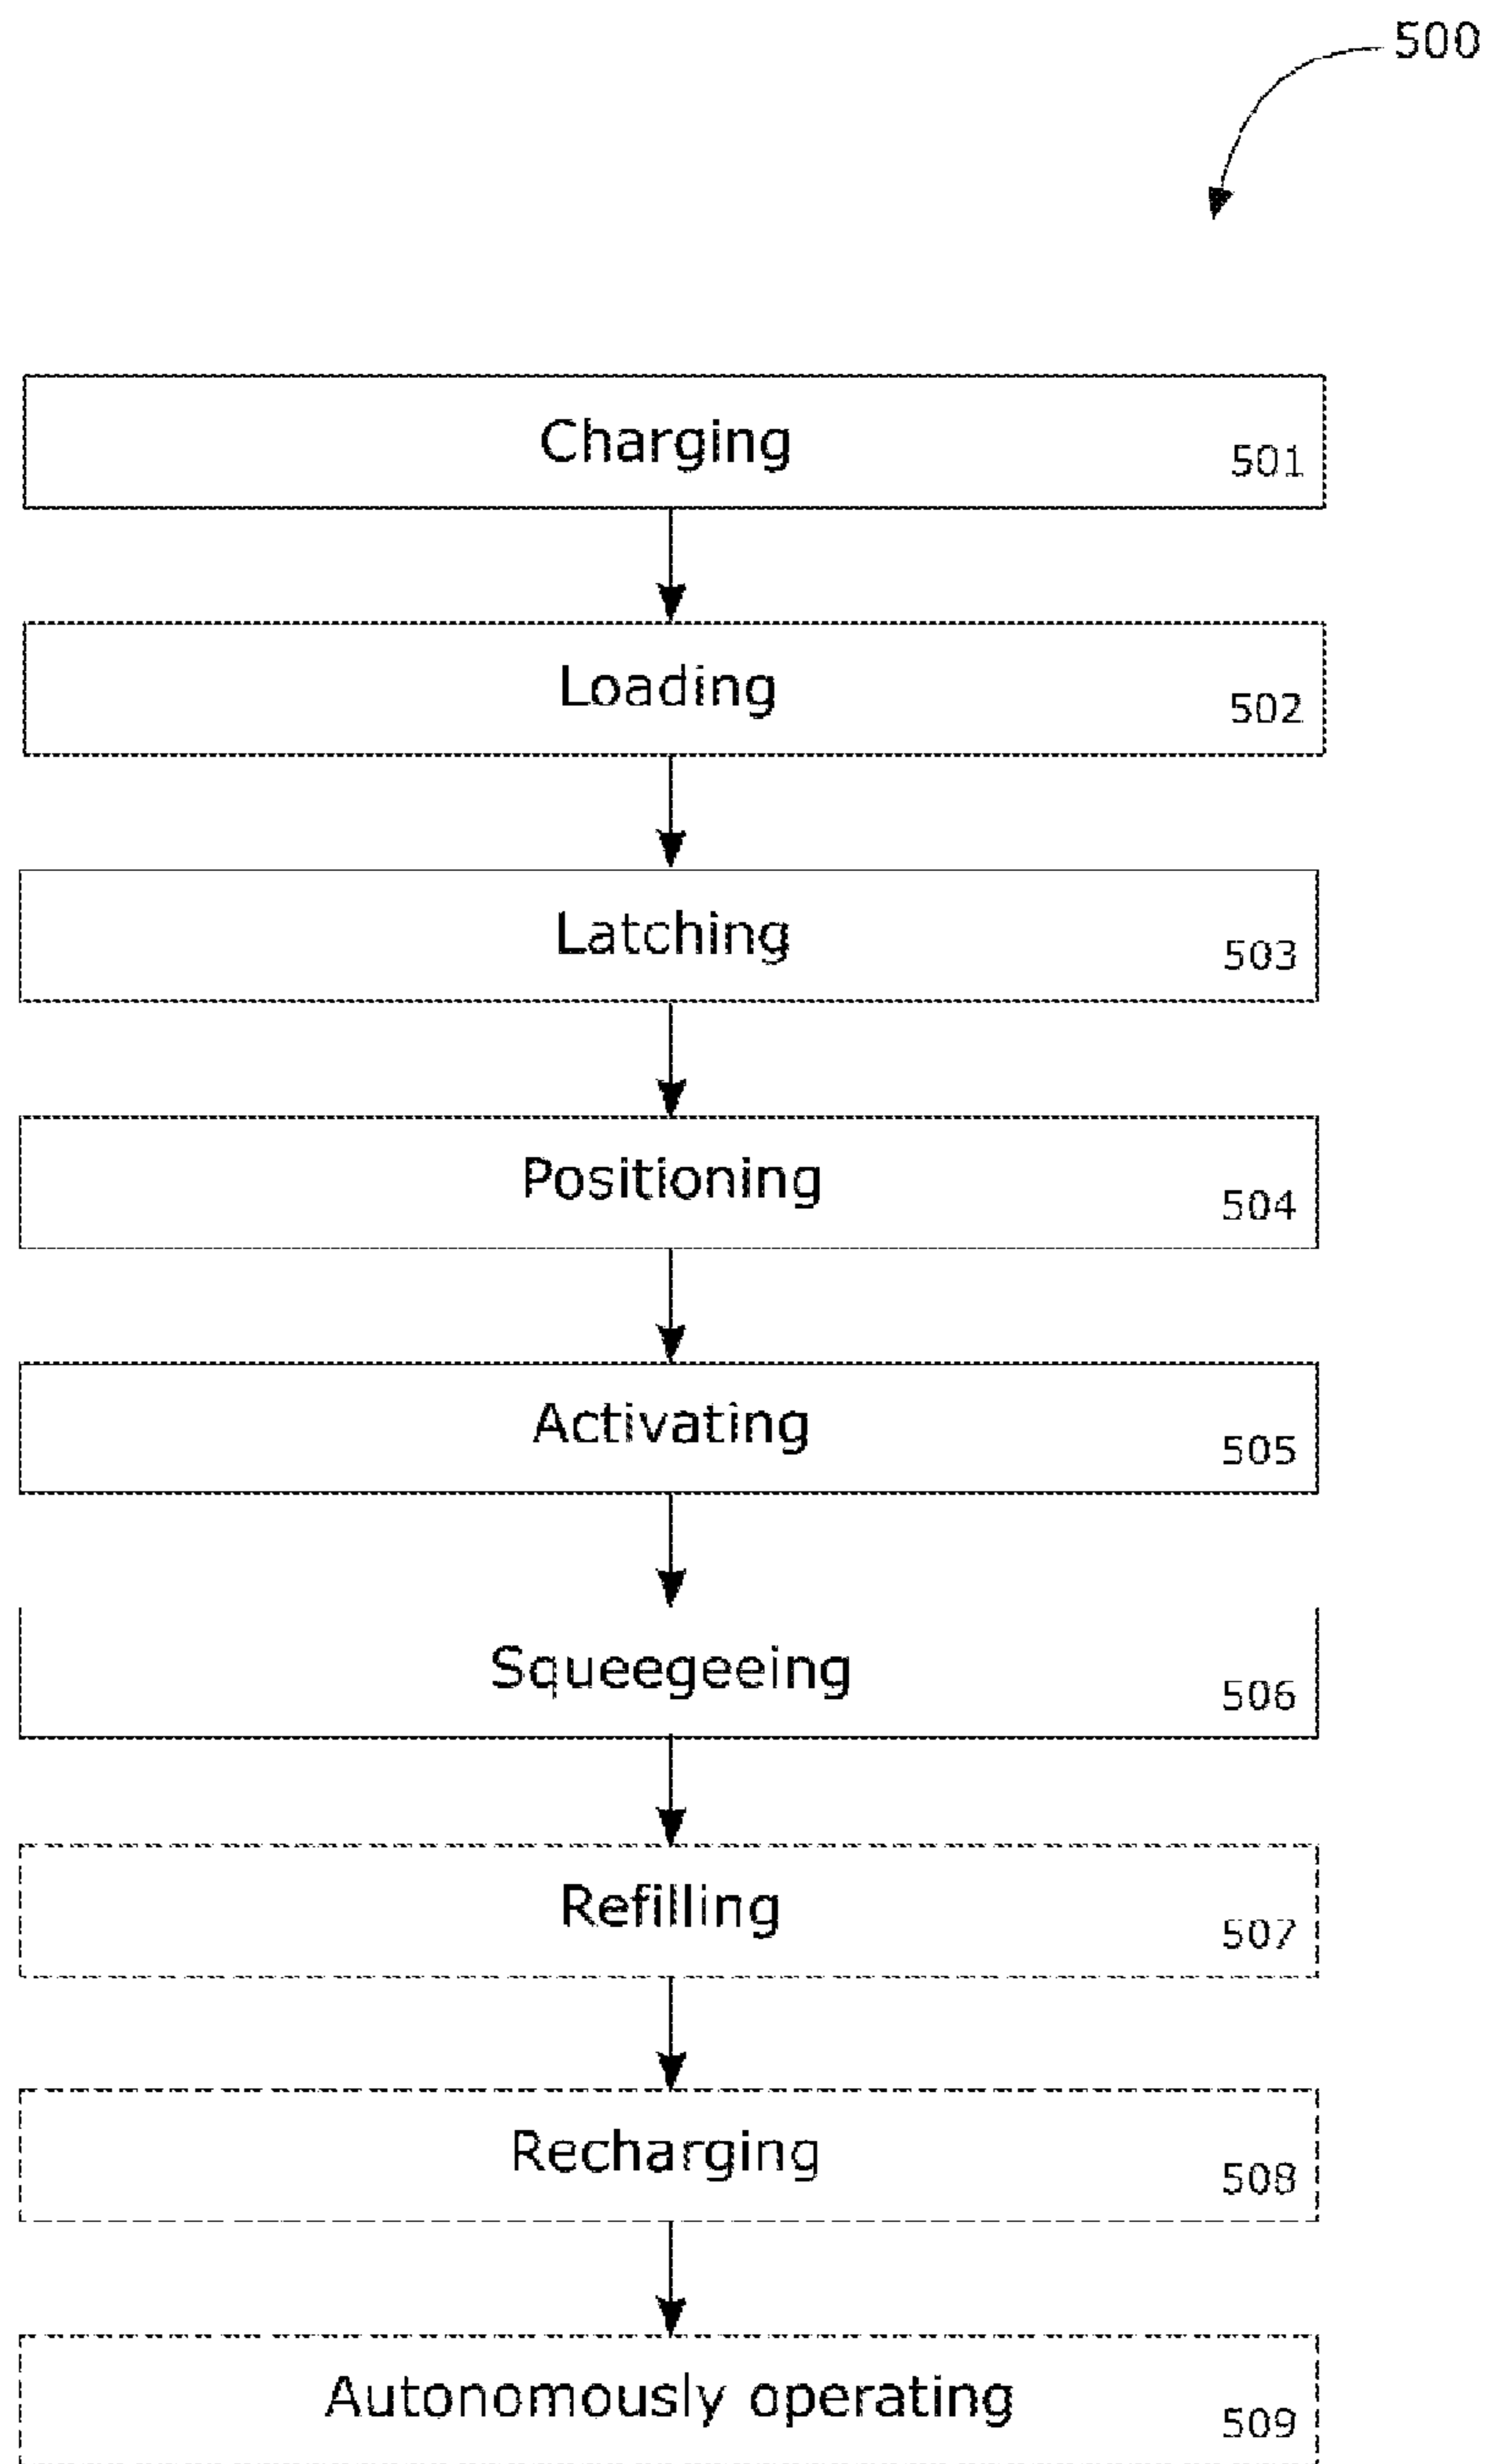 500
Charging
501
Loading
502
Latching
503
Positioning
504
Activating
505
Squeegeeing
506
Refilling
507
Recharging
508
Autonomously operating
509